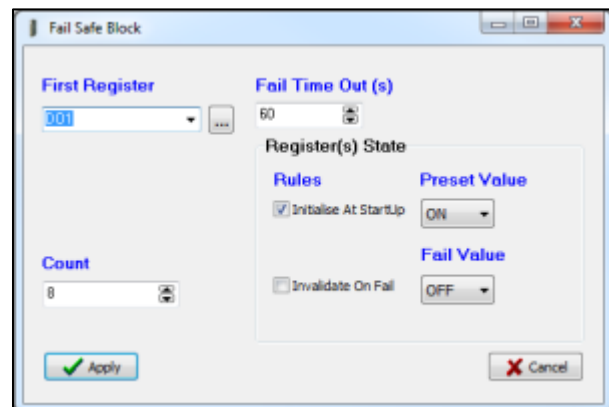 Fail Safe Block
First Register
Fail Time Out (s)
001
...
60
Register(s) State
Rules
Preset Value
Initialise At StartUp
ON
Count
Fail Value
8
Invalidate On Fail
OFF
Apply
Cancel